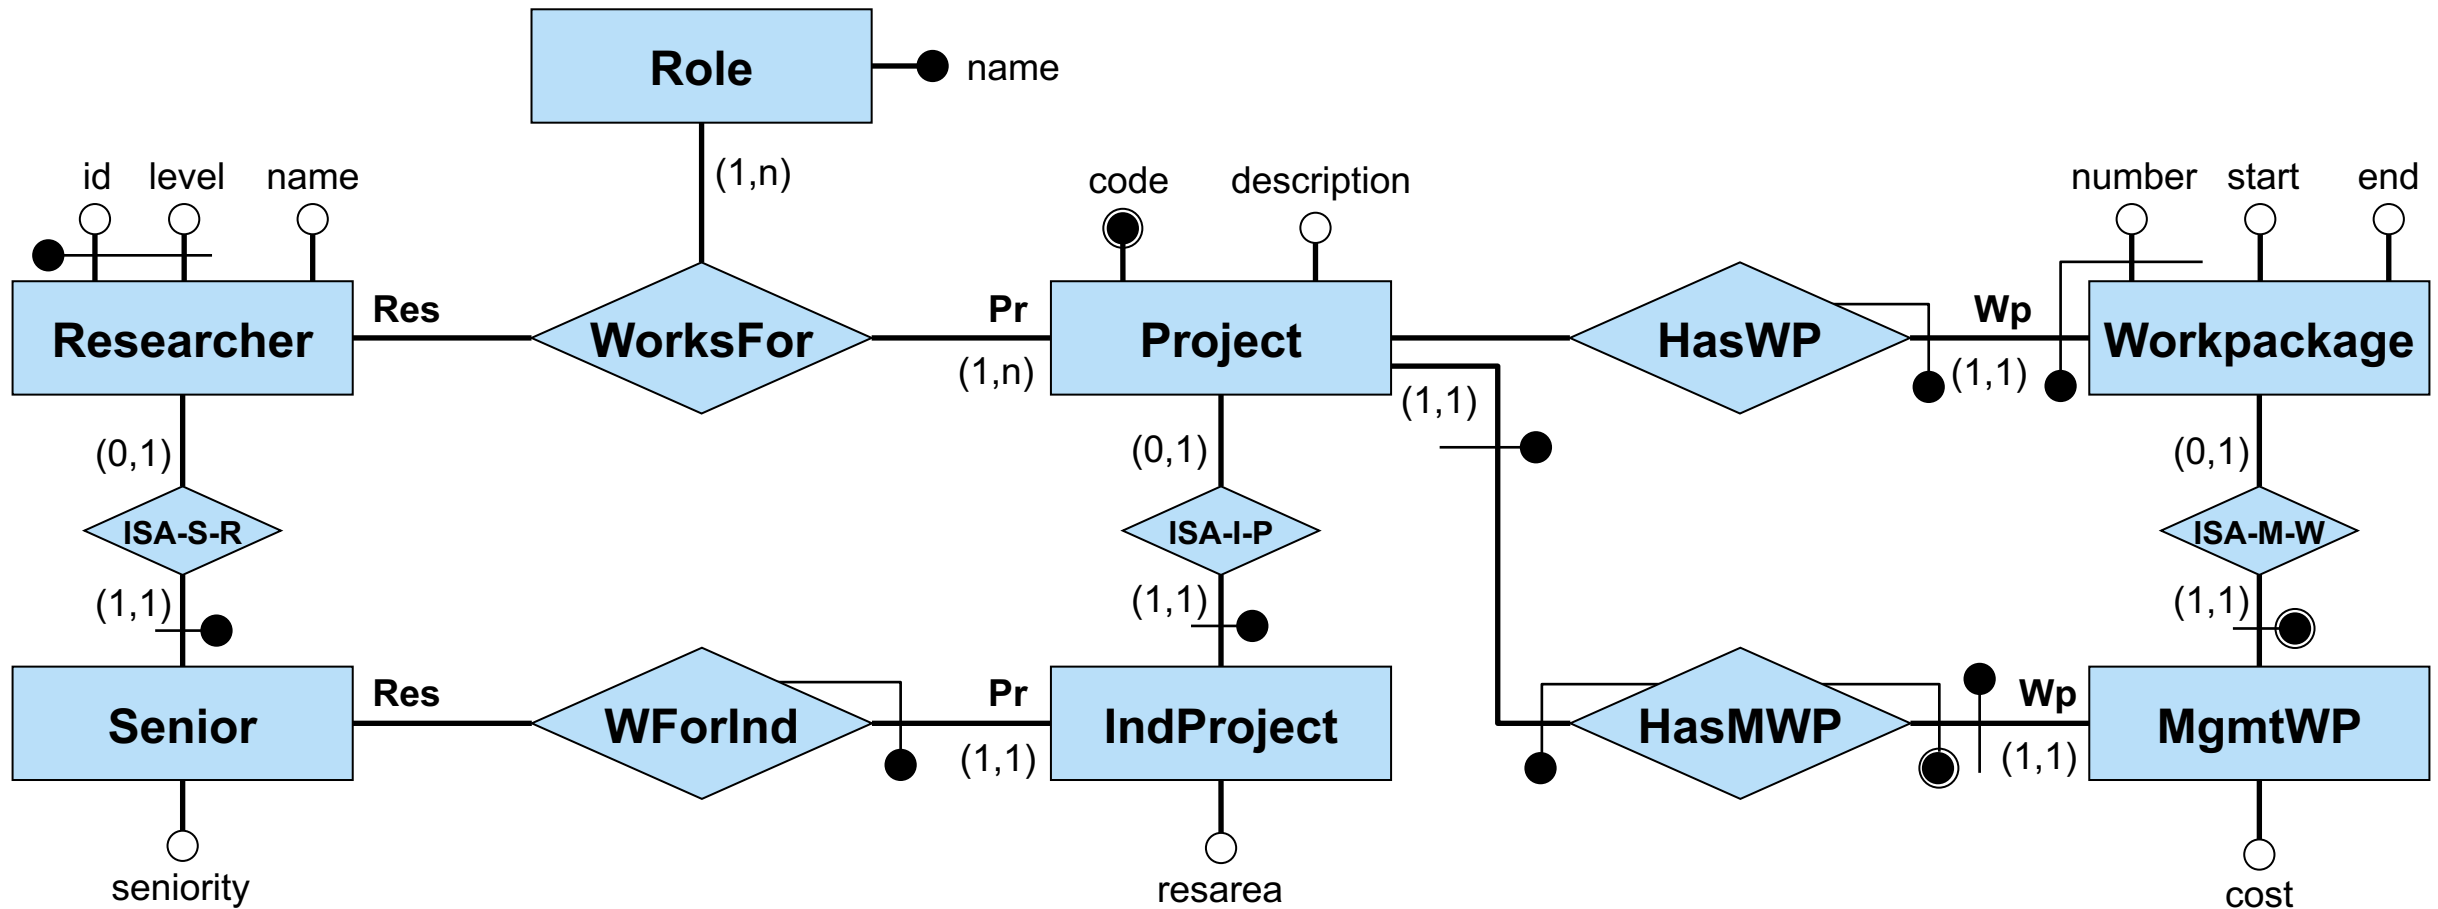 Role
name
(1,n)
id
level
name
code
description
number
start
end
Researcher
Res
WorksFor
Pr
(1,n)
Project
(1,1)
HasWP
Wp
(1,1)
Workpackage
(0,1)
(0,1)
(0,1)
ISA-S-R
ISA-I-P
ISA-M-W
(1,1)
(1,1)
(1,1)
Senior
Res
WForInd
Pr
(1,1)
IndProject
HasMWP
Wp
(1,1)
MgmtWP
seniority
resarea
cost